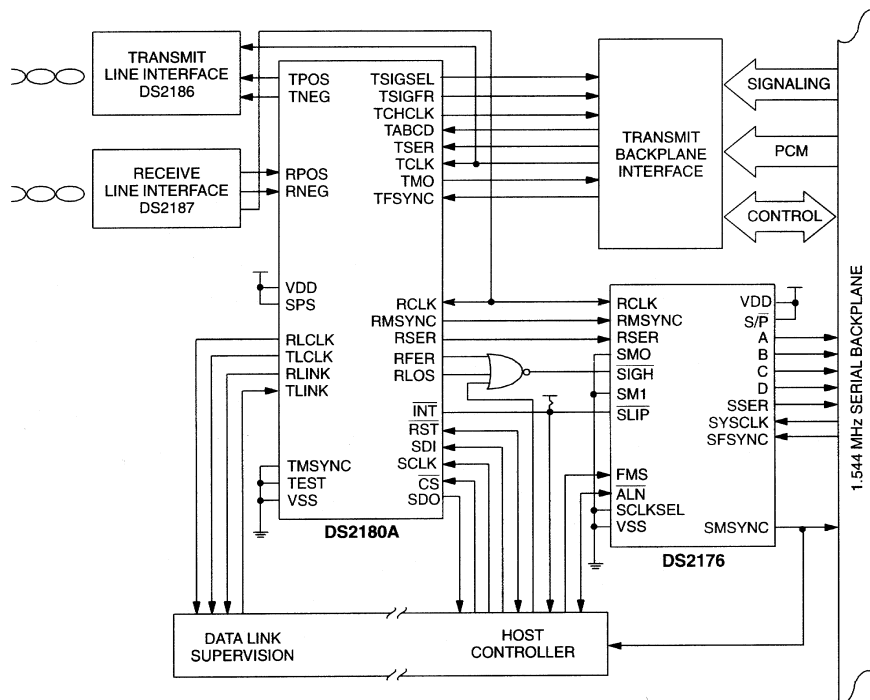 TRANSMIT
LINE INTERFACE
DS2186
RECEIVE
LINE INTERFACE
DS2187
TPOS
TNEG
RPOS
RNEG
VDD
SPS
RLCLK
TLCLK
RLINK
TLINK
TMSYNC
TEST
VSS
TSIGSEL
TSIGFR
TCHCLK
TABCD
TSER
TCLK
TMO
TFSYNC
RCLK
RMSYNC
RSER
RFER
RLOS
INT
RST
SDI
SCLK
CS
SDO
DS2180A
TRANSMIT
BACKPLANE
INTERFACE
SIGNALING
PCM
CONTROL
RCLK
RMSYNC
RSER
SMO
SIGH
SM1
SLIP
FMS
ALN
SCLKSEL
VSS
VDD
S/P
A
B
C
D
SSER
SYSCLK
SFSYNC
SMSYNC
DS2176
1.544 MHz SERIAL BACKPLANE
DATA LINK
SUPERVISION
HOST
CONTROLLER